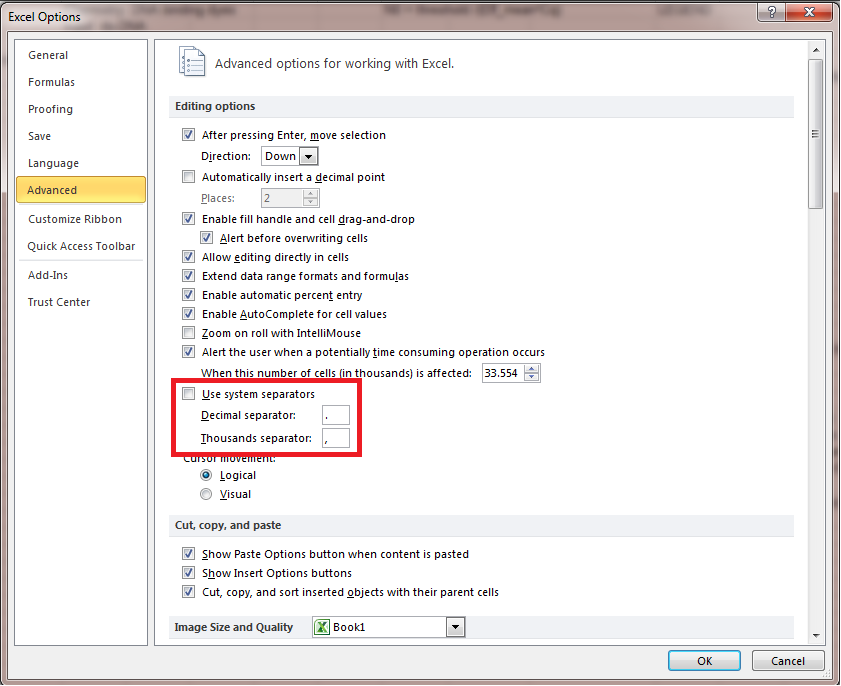 Excel Options
General
Formulas
Proofing
Save
Language
Advanced
Customize Ribbon
Quick Access Toolbar
Add-Ins
Trust Center
Advanced options for working with Excel.
Editing options
After pressing Enter, move selection
Direction: Down
Automatically insert a decimal point
Places: 2
Enable fill handle and cell drag-and-drop
Alert before overwriting cells
Allow editing directly in cells
Extend data range formats and formulas
Enable automatic percent entry
Enable AutoComplete for cell values
Zoom on roll with IntelliMouse
Alert the user when a potentially time consuming operation occurs
When this number of cells (in thousands) is affected: 33.554
Use system separators
Decimal separator: .
Thousands separator: ,
Cursor movement:
Logical
Visual
Cut, copy, and paste
Show Paste Options button when content is pasted
Show Insert Options buttons
Cut, copy, and sort inserted objects with their parent cells
Image Size and Quality Book1
OK Cancel